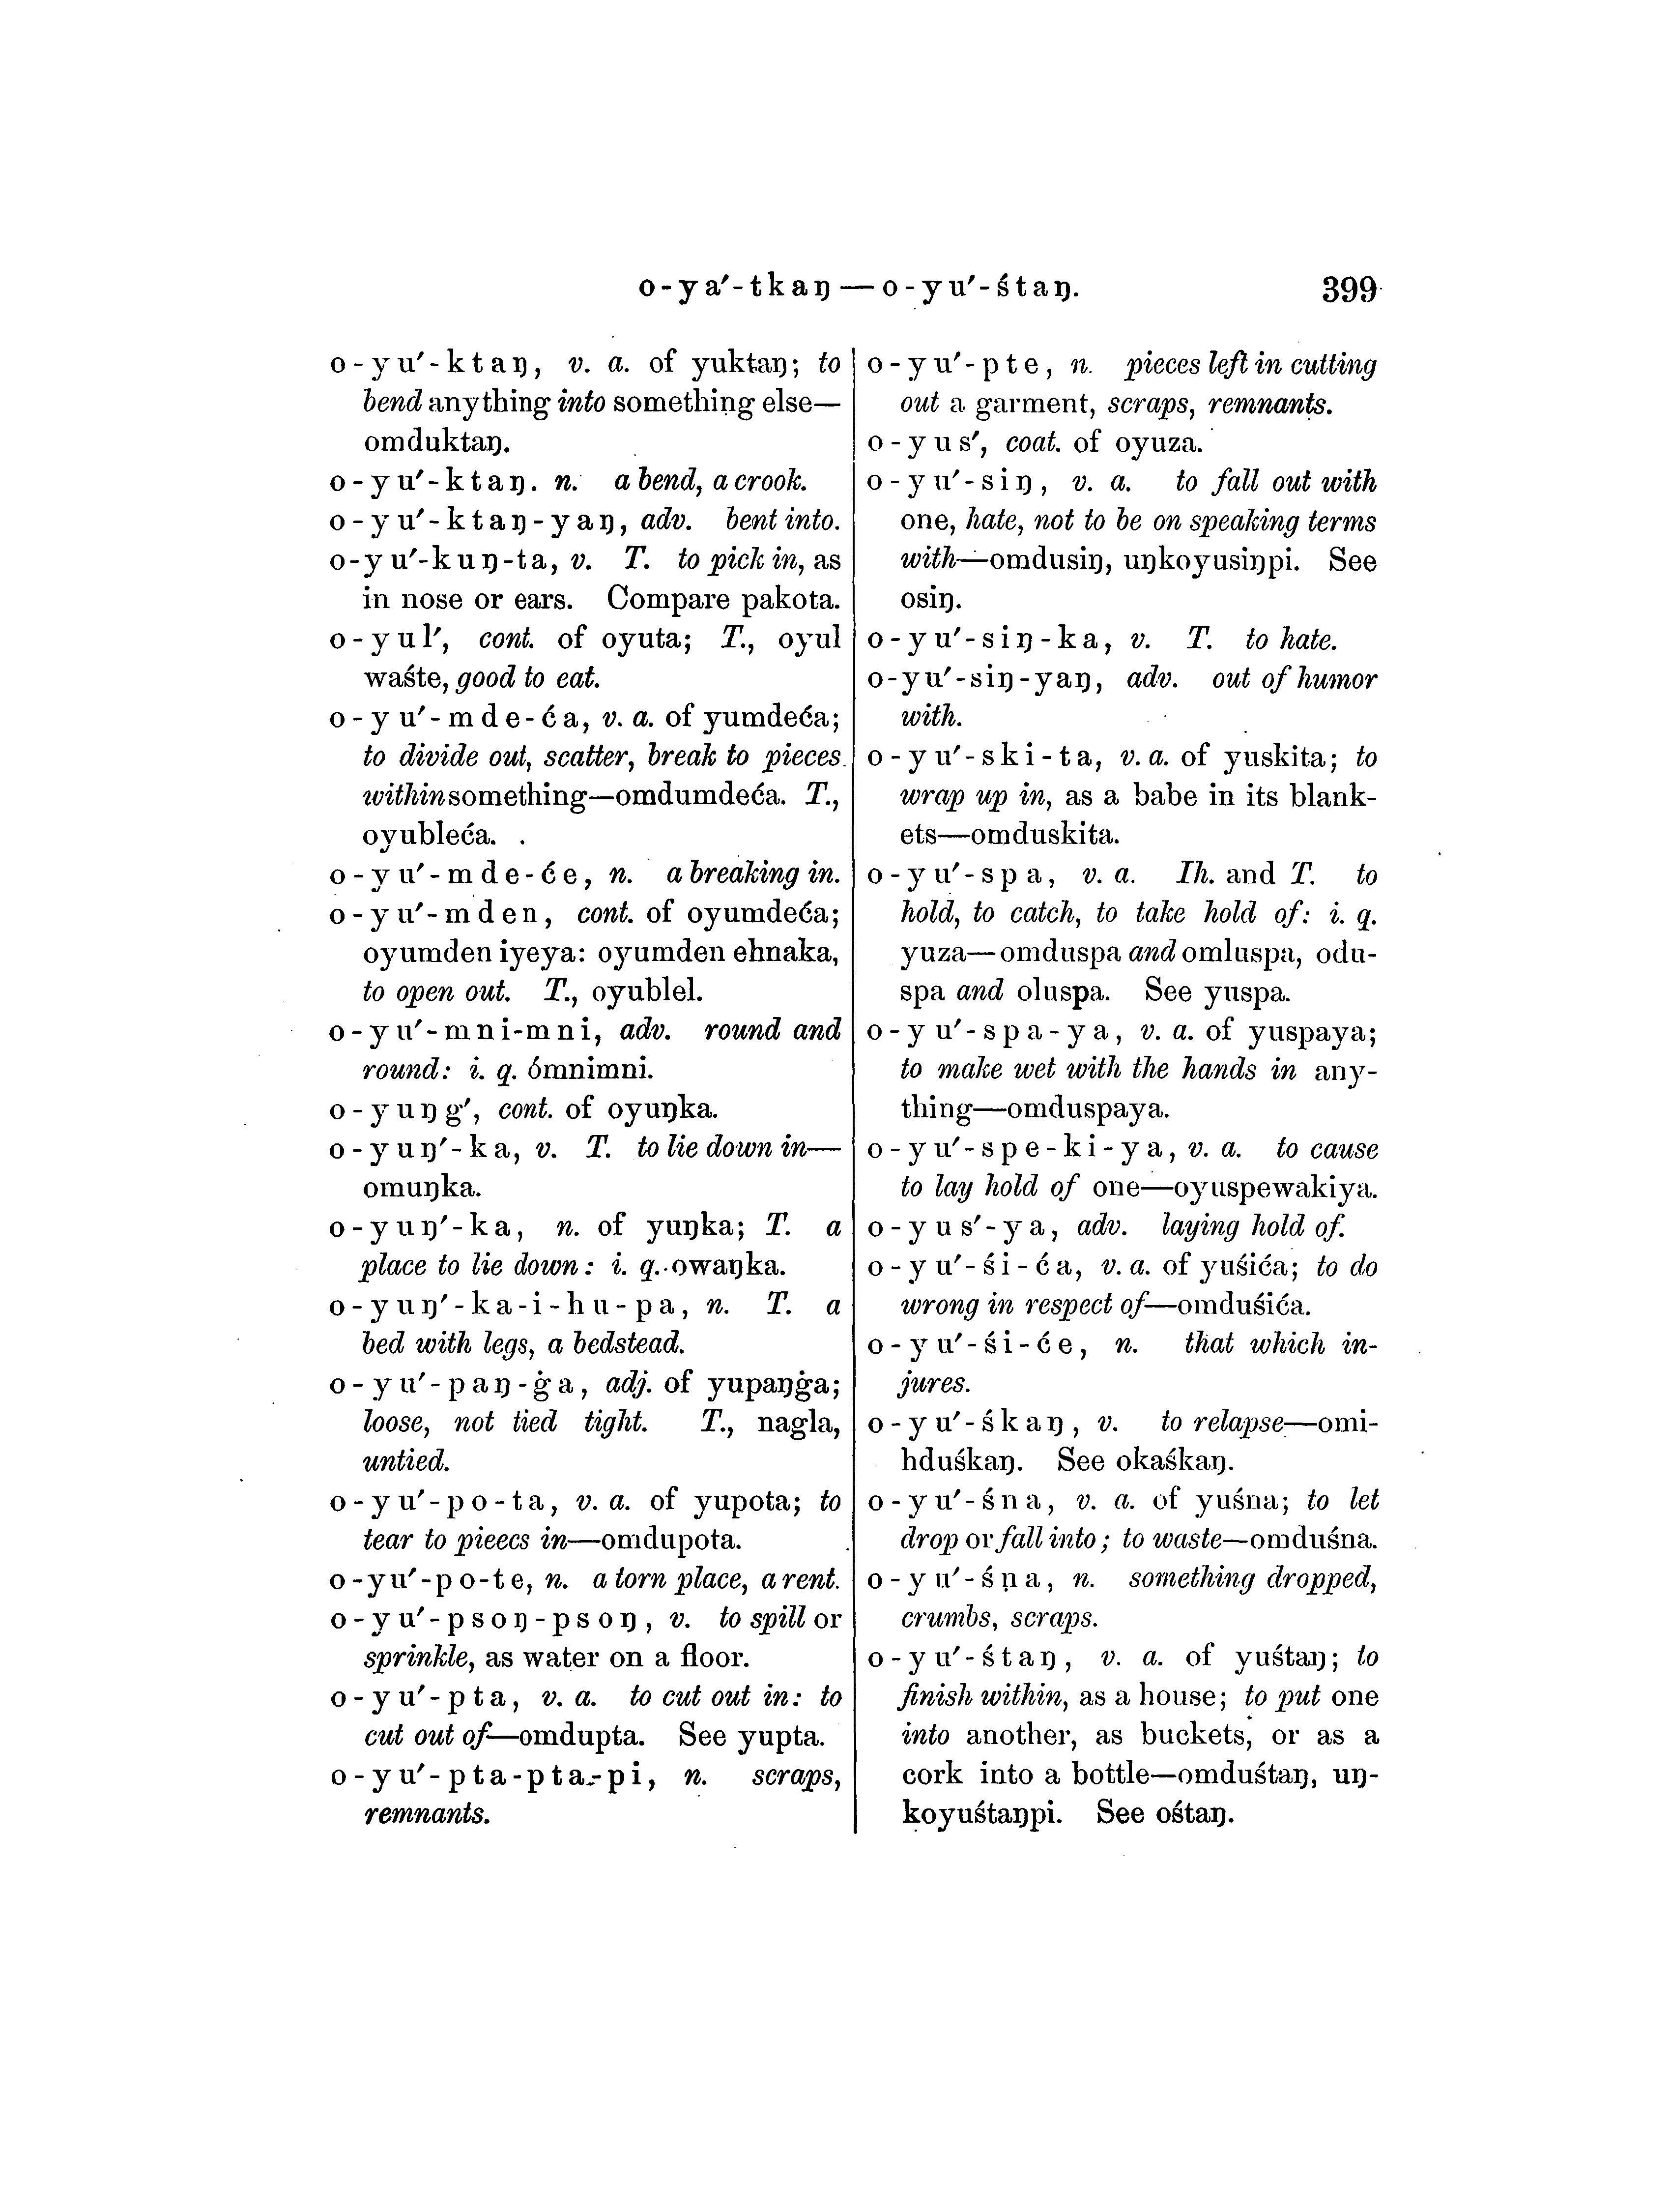 o-ya′-tkaŋ — o-yu′-śtaŋ. 399
o-yu′-ktaŋ, v. a. of yuktaŋ; to
bend anything into something else—
omduktaŋ.
o-yu′-ktaŋ. n. a bend, a crook.
o-yu′-ktaŋ-yaŋ, adv. bent into.
o-yu′-kuŋ-ta, v. T. to pick in, as
in nose or ears. Compare pakota.
o-yul′, cont. of oyuta; T., oyul
waśte, good to eat.
o-yu′-mde-ća, v. a. of yumdeća;
to divide out, scatter, break to pieces
within something—omdumdeća. T.,
oyubleća.
o-yu′-mde-će, n. a breaking in.
o-yu′-mden, cont. of oyumdeća;
oyumden iyeya: oyumden ehnaka,
to open out. T., oyublel.
o-yu′-mni-mni, adv. round and
round: i. q. ómnimni.
o-yuŋg′, cont. of oyuŋka.
o-yuŋ′-ka, v. T. to lie down in—
omuŋka.
o-yuŋ′-ka, n. of yuŋka; T. a
place to lie down: i. q. owaŋka.
o-yuŋ′-ka-i-hu-pa, n. T. a
bed with legs, a bedstead.
o-yu′-paŋ-ġa, adj. of yupaŋġa;
loose, not tied tight. T., nagla,
untied.
o-yu′-po-ta, v. a. of yupota; to
tear to pieecs in—omdupota.
o-yu′-po-te, n. a torn place, a rent.
o-yu′-psoŋ-psoŋ, v. to spill or
sprinkle, as water on a floor.
o-yu′-pta, v. a. to cut out in: to
cut out of—omdupta. See yupta.
o-yu′-pta-pta-pi, n. scraps,
remnants.
o-yu′-pte, n. pieces left in cutting
out a garment, scraps, remnants.
o-yus′, coat. of oyuza.
o-yu′-siŋ, v. a. to fall out with
one, hate, not to be on speaking terms
with—omdusiŋ, uŋkoyusiŋpi. See
osiŋ.
o-yu′-siŋ-ka, v. T. to hate.
o-yu′-siŋ-yaŋ, adv. out of humor
with.
o-yu′-ski-ta, v. a. of yuskita; to
wrap up in, as a babe in its blank-
ets—omduskita.
o-yu′-spa, v. a. Ih. and T. to
hold, to catch, to take hold of: i. q.
yuza—omduspa and omluspa, odu-
spa and oluspa. See yuspa.
o-yu′-spa-ya, v. a. of yuspaya;
to make wet with the hands in any-
thing—omduspaya.
o-yu′-spe-ki-ya, v. a. to cause
to lay hold of one—oyuspewakiya.
o-yus′-ya, adv. laying hold of.
o-yu′-śi-ća, v. a. of yuśića; to do
wrong in respect of—omduśića.
o-yu′-śi-će, n. that which in-
jures.
o-yu′-śkaŋ, v. to relapse—omi-
hduśkaŋ. See okaśkaŋ.
o-yu′-śna, v. a. of yuśna; to let
drop or fall into; to waste—omduśna.
o-yu′-śna, n. something dropped,
crumbs, scraps.
o-yu′-śtaŋ, v. a. of yuśtaŋ; to
finish within, as a house; to put one
into another, as buckets, or as a
cork into a bottle—omduśtaŋ, uŋ-
koyuśtaŋpi. See ośtaŋ.